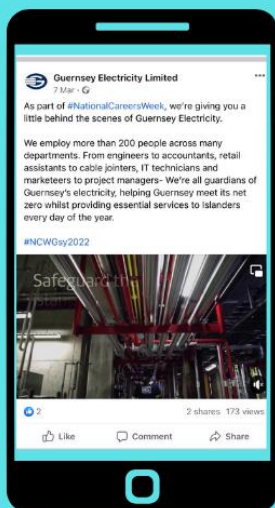 Guernsey Electricity Limited
7 Mar ·
As part of #NationalCareersWeek, we're giving you a
little behind the scenes of Guernsey Electricity.
We employ more than 200 people across many
departments. From engineers to accountants, retail
assistants to cable jointers, IT technicians and
marketeers to project managers- We're all guardians of
Guernsey's electricity, helping Guernsey meet its net
zero whilst providing essential services to Islanders
every day of the year.
#NCWGsy2022
Safeguard the
2
2 shares 173 views
Like Comment Share